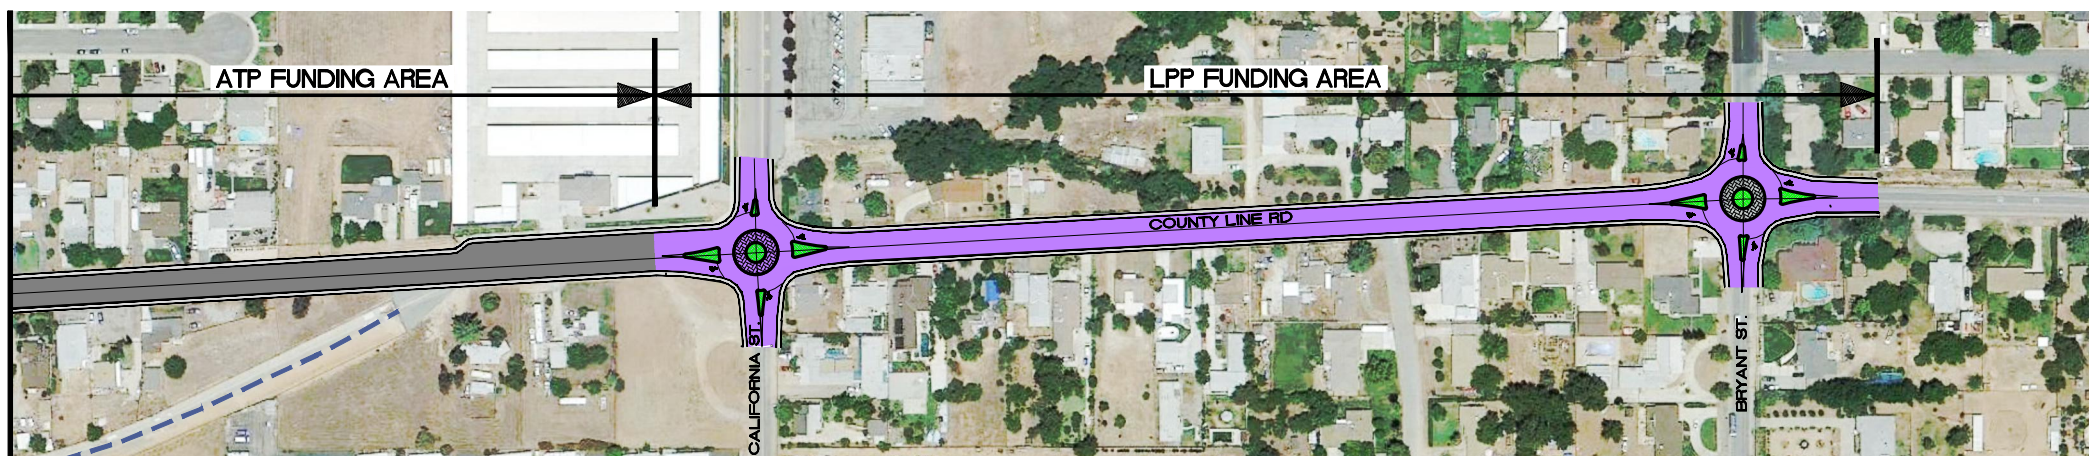 ATP FUNDING AREA
LPP FUNDING AREA
COUNTY LINE RD
CALIFORNIA ST.
BRYANT ST.